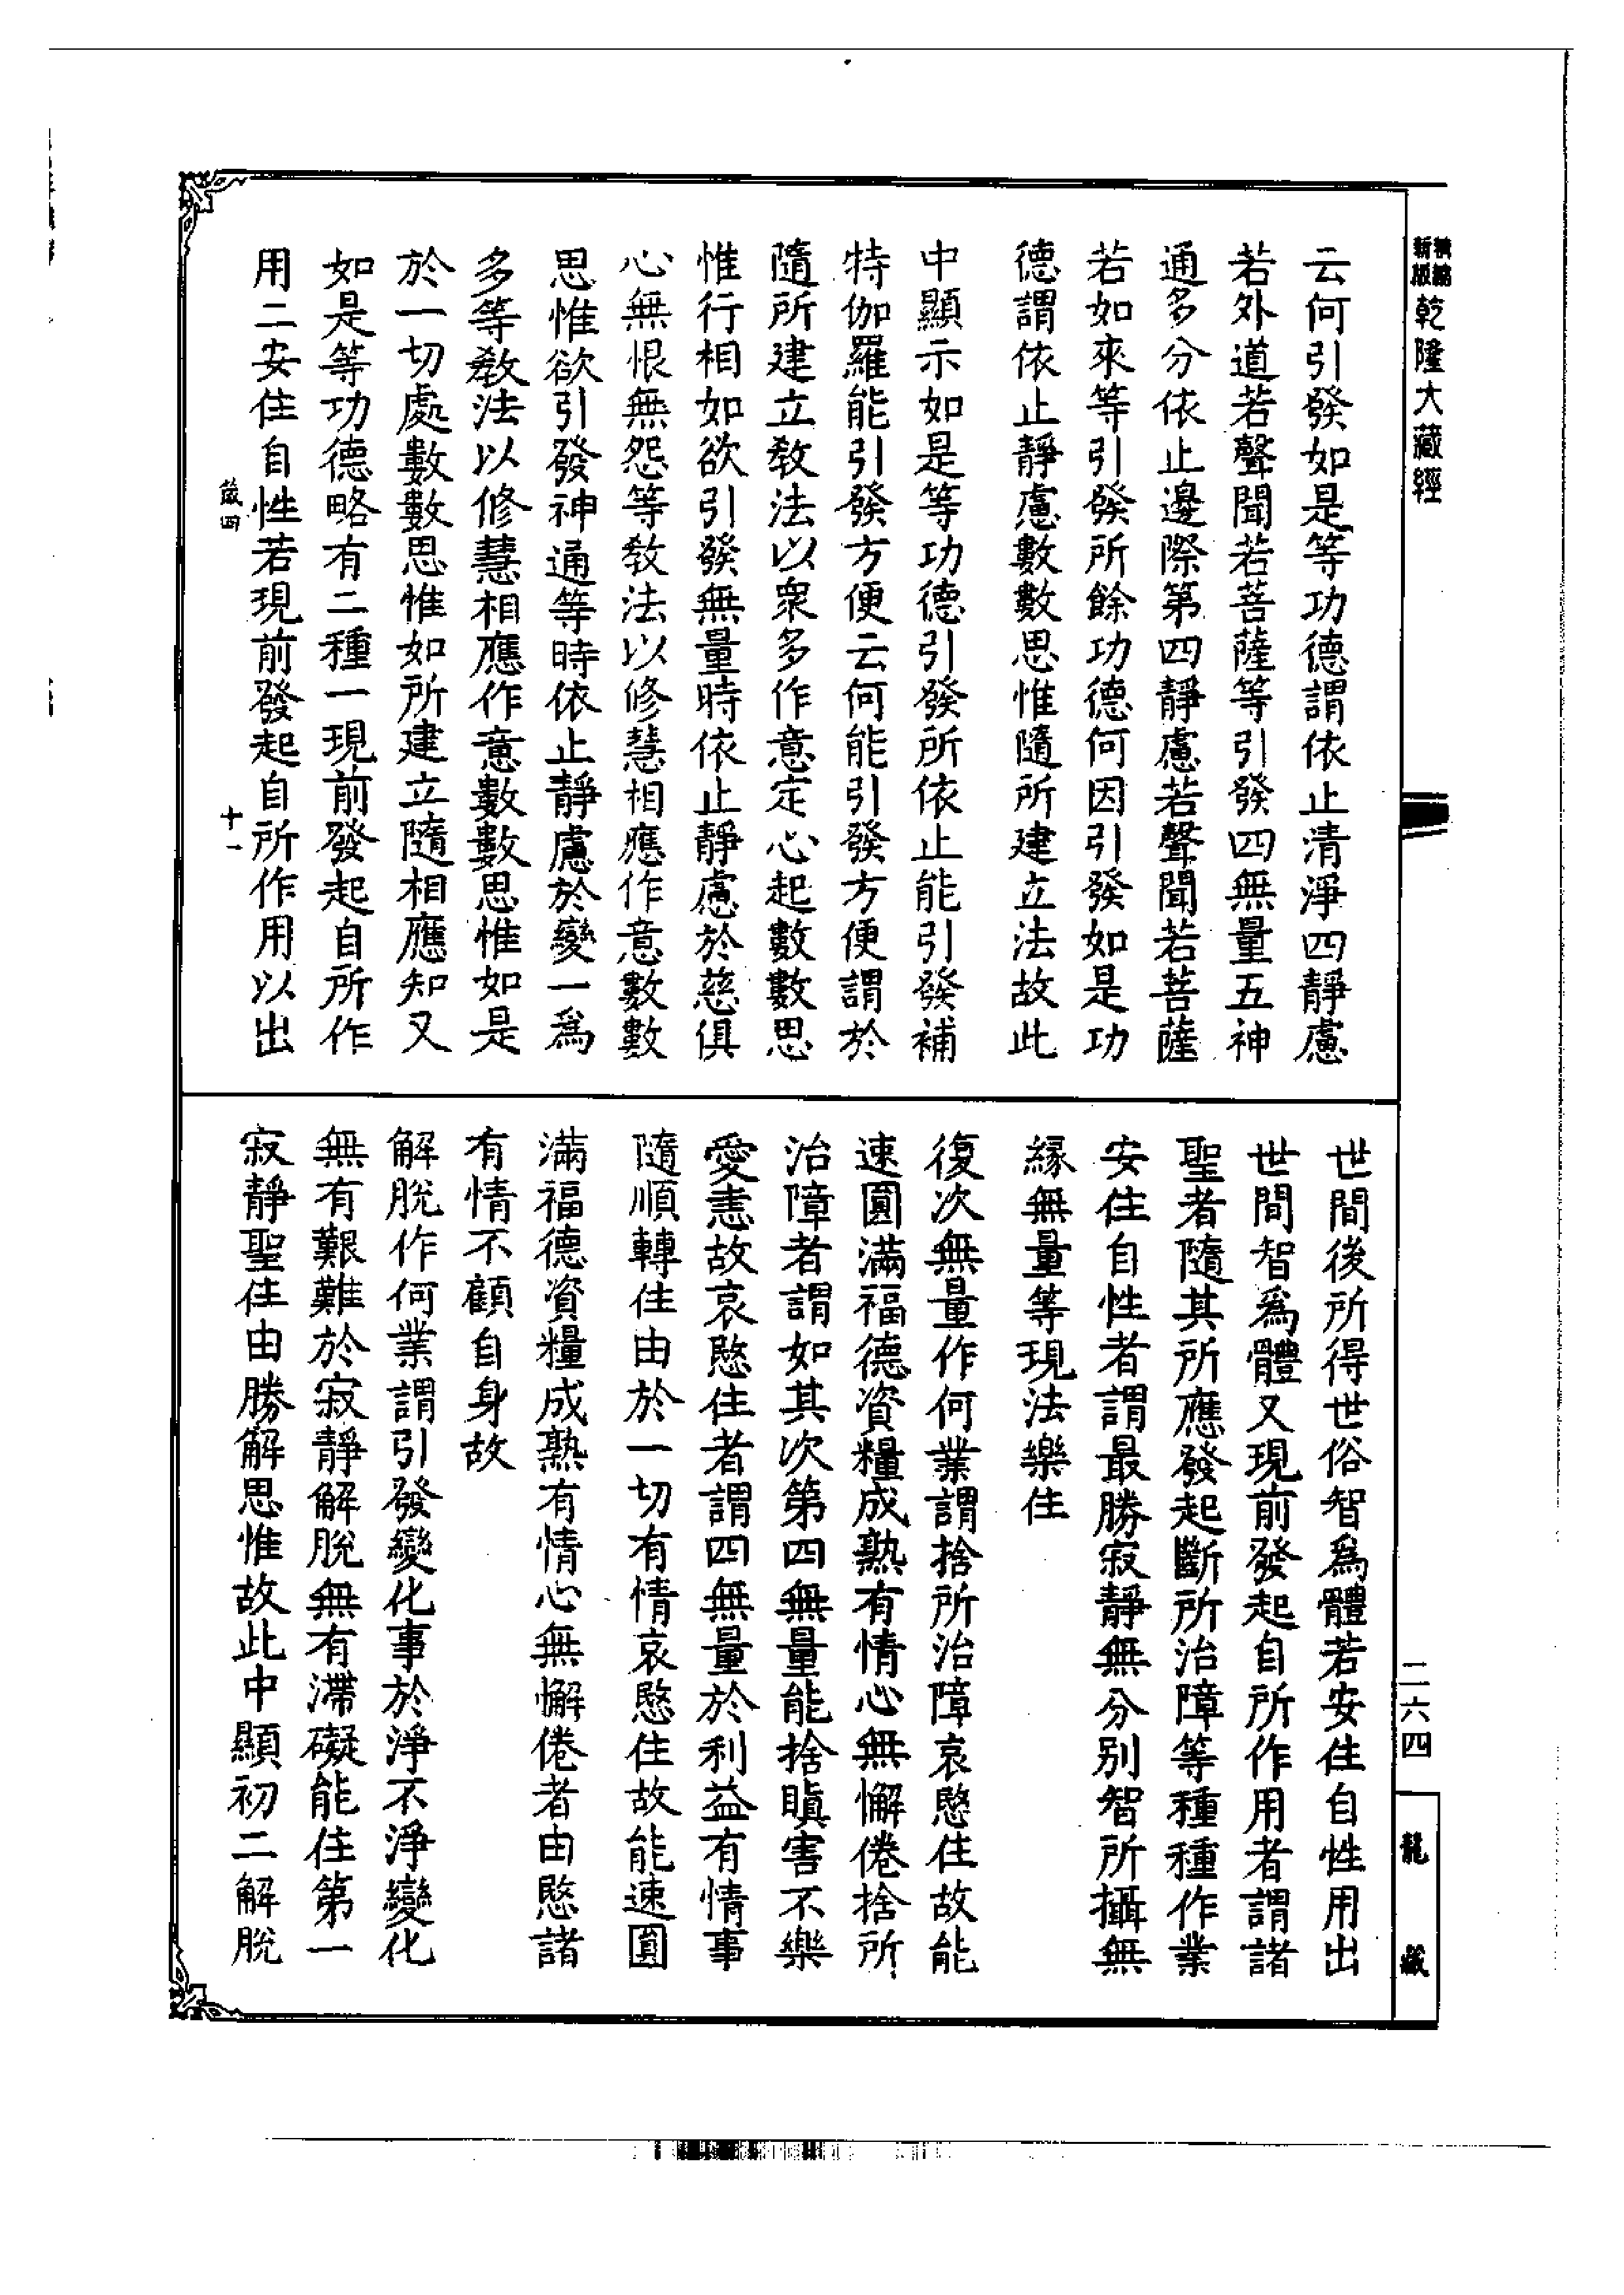 新編
縮版
乾隆大藏經
云何引發如是等功德謂依止清淨四靜慮
若外道若聲聞若菩薩等引發四無量五神
通多分依止邊際第四靜慮若聲聞若菩薩
若如來等引發所餘功德何因引發如是功
德謂依止靜慮數數思惟隨所建立法故此
中顯示如是等功德引發所依止能引發補
特伽羅能引發方便云何能引發方便謂於
隨所建立教法以衆多作意定心起數數思
惟行相如欲引發無量時依止靜慮於慈俱
心無恨無怨等教法以修慧相應作意數數
思惟欲引發神通等時依止靜慮於變一爲
多等教法以修慧相應作意數數思惟如是
於一切處數數思惟如所建立隨相應知又
如是等功德略有二種一現前發起自所作
用二安住自性若現前發起自所作用以出
十一
世間後所得世俗智爲體若安住自性用出
世間智爲體又現前發起自所作用者謂諸
聖者隨其所應發起斷所治障等種種作業
安住自性者謂最勝寂靜無分別智所攝無
緣無量等現法樂住
復次無量作何業謂捨所治障哀愍住故能
速圓滿福德資糧成熟有情心無懈倦捨所
治障者謂如其次第四無量能捨瞋害不樂
愛恚故哀愍住者謂四無量於利益有情事
隨順轉住由於一切有情哀愍住故能速圓
滿福德資糧成熟有情心無懈倦者由愍諸
有情不顧自身故
解脫作何業謂引發變化事於淨不淨變化
無有艱難於寂靜解脫無有滯礙能住第一
寂靜聖住由勝解思惟故此中顯初二解脫
二六四
龍藏